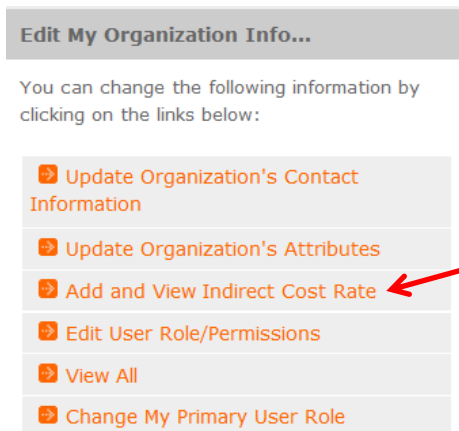 Edit My Organization Info...
You can change the following information by
clicking on the links below:
Update Organization's Contact
Information
Update Organization's Attributes
Add and View Indirect Cost Rate
Edit User Role/Permissions
View All
Change My Primary User Role